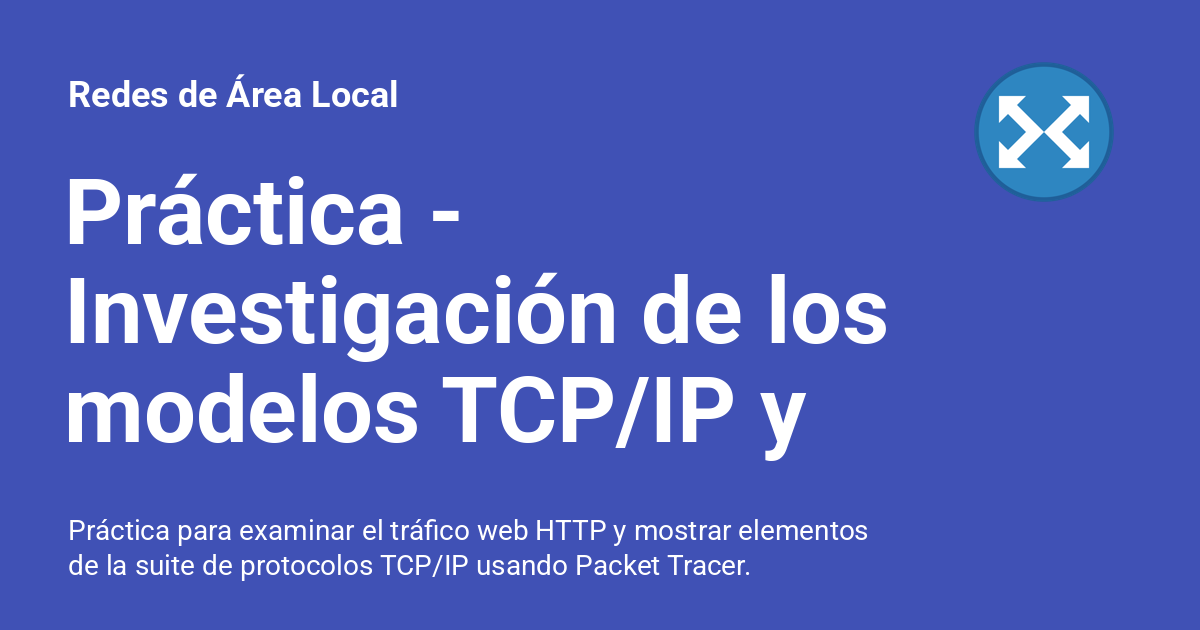 Redes de Área Local
Práctica -
Investigación de los
modelos TCP/IP y
Práctica para examinar el tráfico web HTTP y mostrar elementos
de la suite de protocolos TCP/IP usando Packet Tracer.